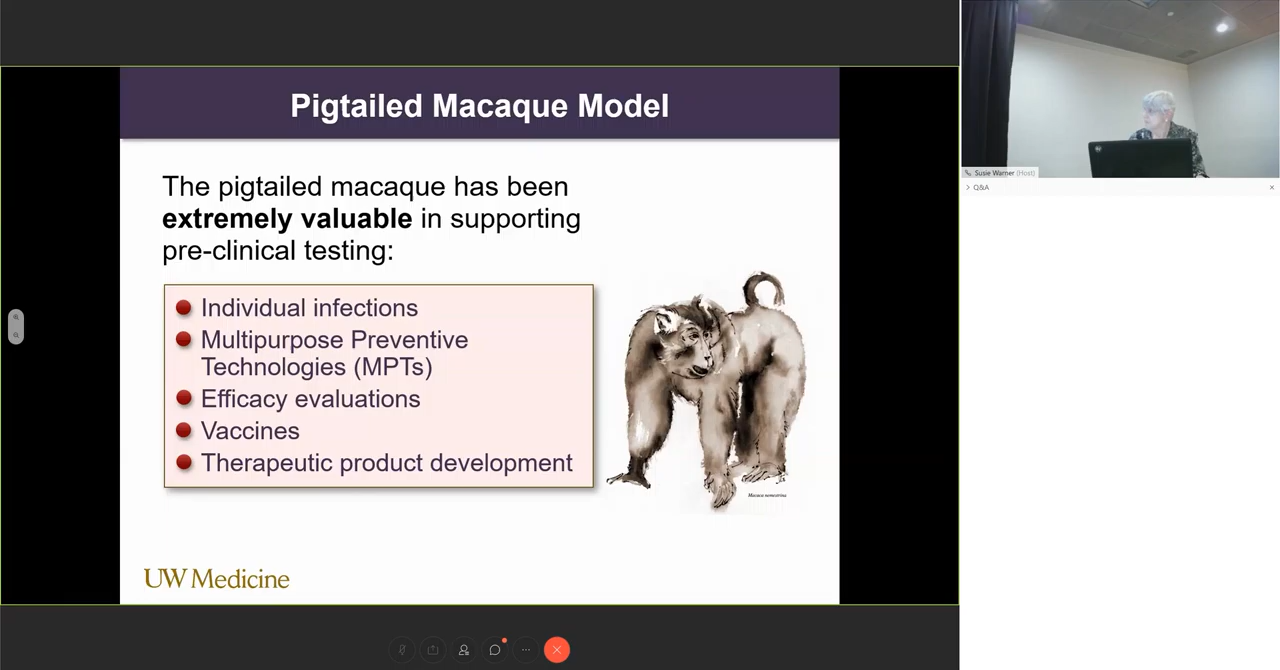 Pigtailed Macaque Model
The pigtailed macaque has been
extremely valuable in supporting
pre-clinical testing:
Individual infections
Multipurpose Preventive
Technologies (MPTs)
Efficacy evaluations
Vaccines
Therapeutic product development
Macaca nemestrina
UW Medicine
Susie Warner (Host)
Q&A